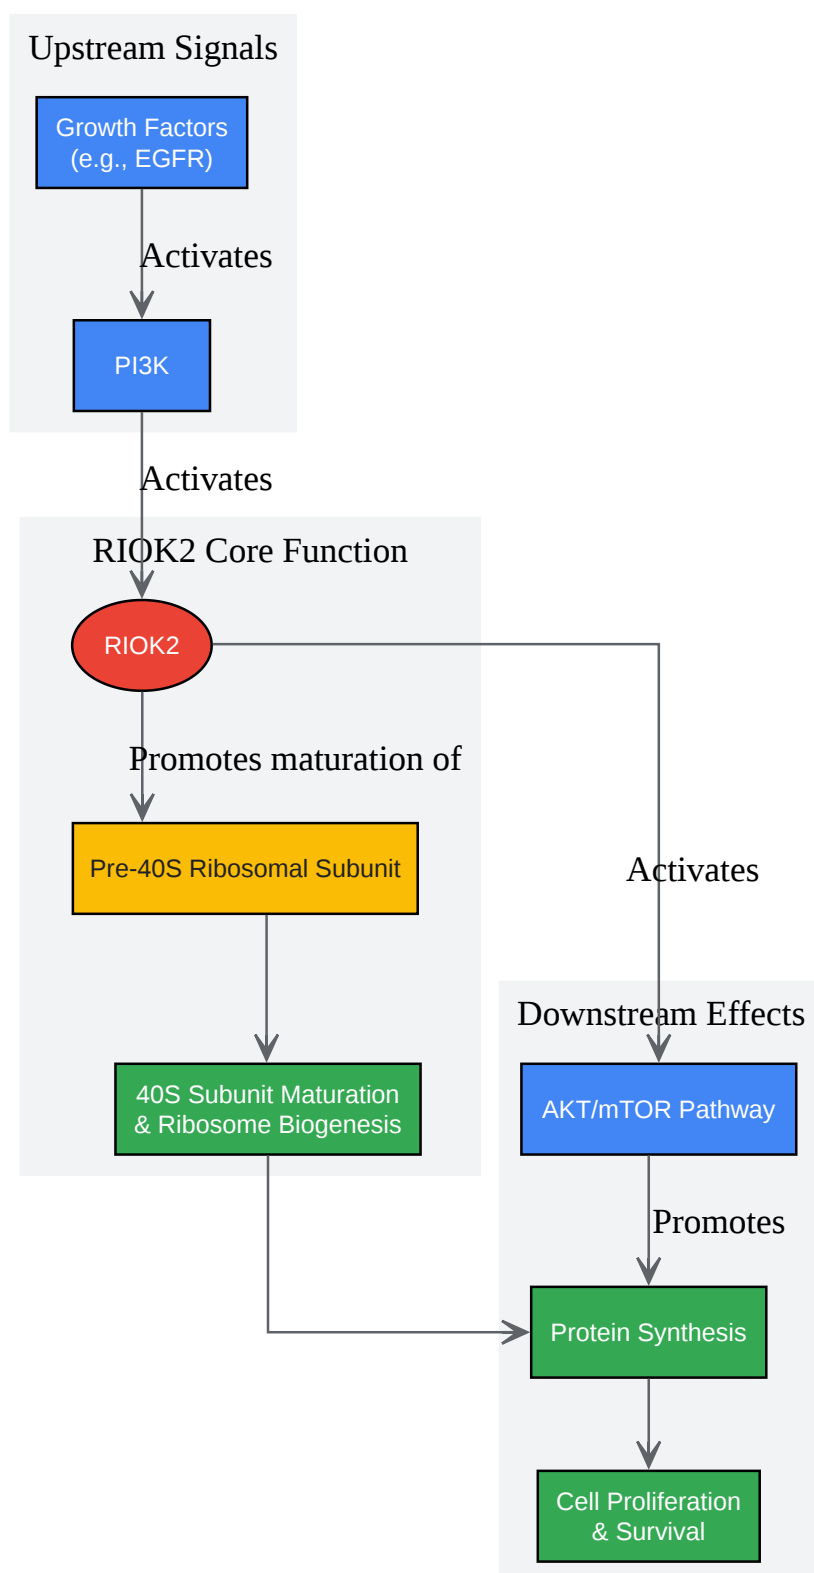 Upstream Signals
Growth Factors
(e.g., EGFR)
Activates
PI3K
Activates
RIOK2 Core Function
RIOK2
Promotes maturation of
Pre-40S Ribosomal Subunit
Activates
40S Subunit Maturation
& Ribosome Biogenesis
Downstream Effects
AKT/mTOR Pathway
Promotes
Protein Synthesis
Cell Proliferation
& Survival